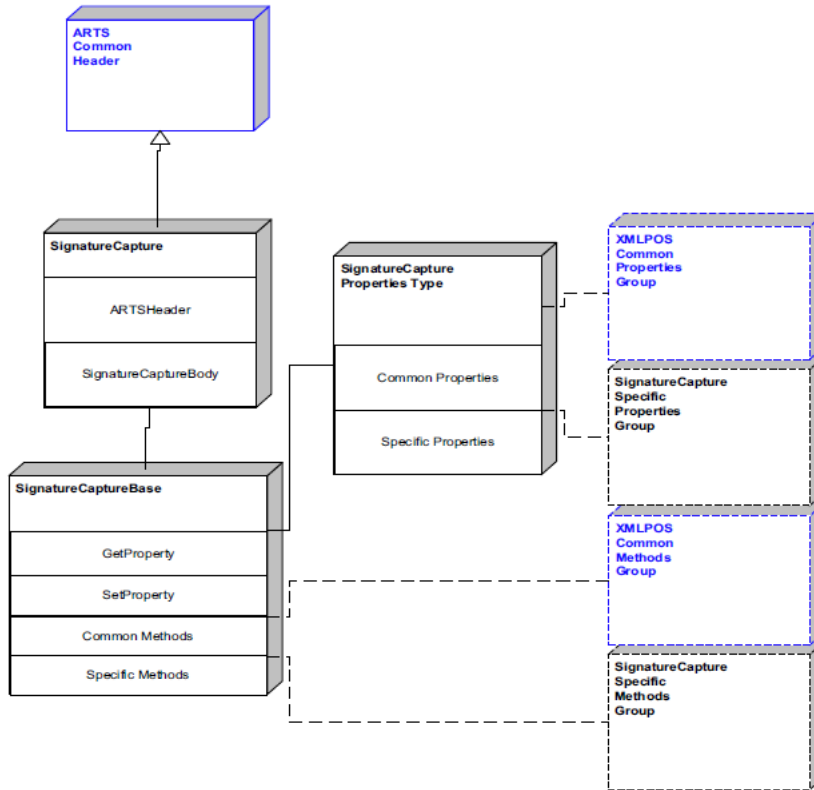 ARTS
Common
Header
SignatureCapture
ARTSHeader
SignatureCaptureBody
SignatureCapture
Properties Type
Common Properties
Specific Properties
XMLPOS
Common
Properties
Group
SignatureCapture
Specific
Properties
Group
SignatureCaptureBase
GetProperty
SetProperty
Common Methods
Specific Methods
XMLPOS
Common
Methods
Group
SignatureCapture
Specific
Methods
Group